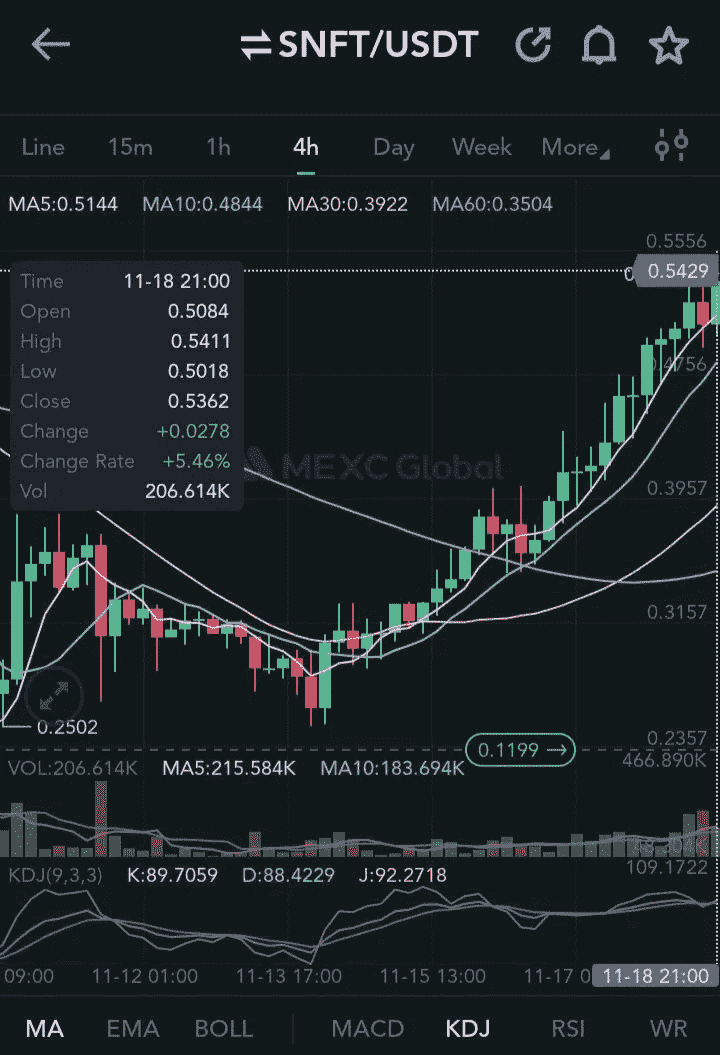 SNFT/USDT
Line 15m 1h 4h Day Week More
MA5:0.5144 MA10:0.4844 MA30:0.3922 MA60:0.3504
0.5556
0.5429
Time 11-18 21:00
Open 0.5084
High 0.5411
Low 0.5018
Close 0.5362
Change +0.0278
Change Rate +5.46%
Vol 206.614K
0.4756
MEXC Global
0.3957
0.3157
0.2502
0.2357
0.1199 →
466.890K
VOL:206.614K MA5:215.584K MA10:183.694K
109.1722
KDJ(9,3,3) K:89.7059 D:88.4229 J:92.2718
09:00 11-12 01:00 11-13 17:00 11-15 13:00 11-17 0 11-18 21:00
MA EMA BOLL MACD KDJ RSI WR